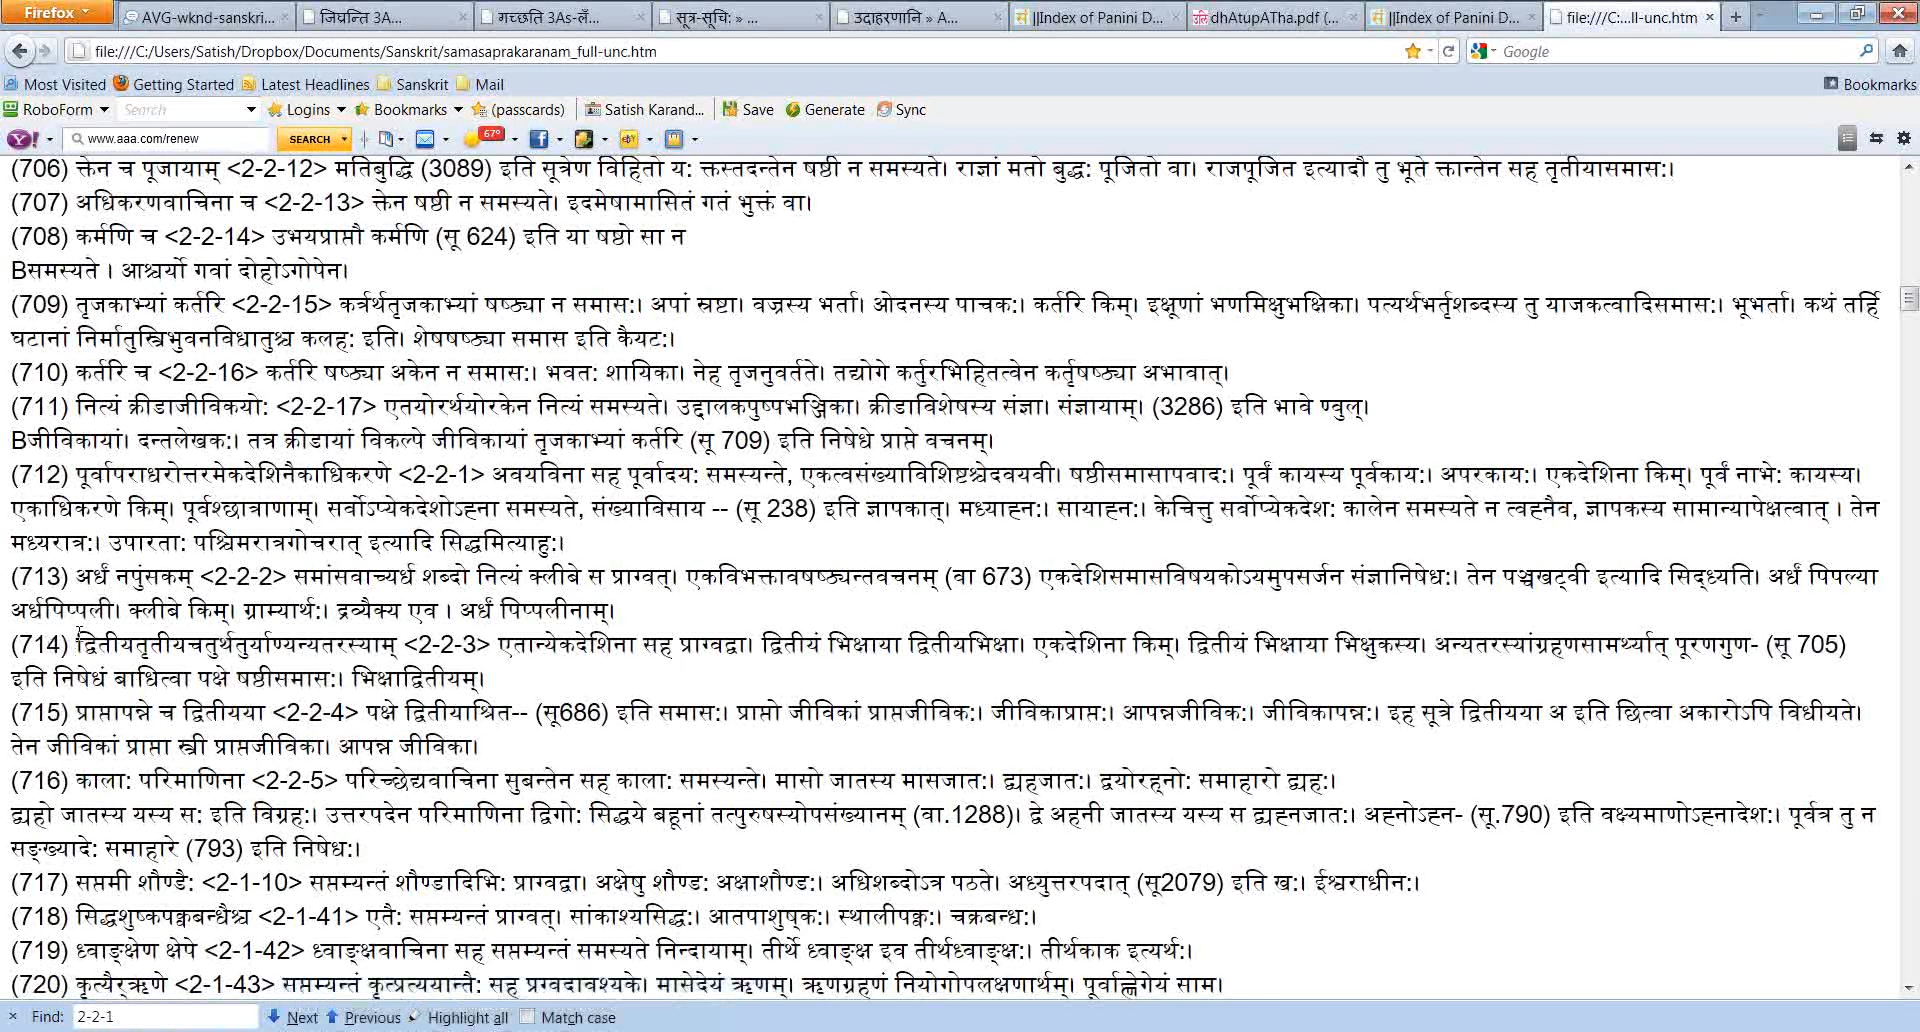 Firefox
AVG-wknd-sanskri...
जिघ्रन्ति 3A...
गच्छति 3As-लँ...
सूत्र-सूचि: » ...
उदाहरणानि » A...
||Index of Panini D...
dhAtupATha.pdf (...
||Index of Panini D...
file:///C:...ll-unc.htm
file:///C:/Users/Satish/Dropbox/Documents/Sanskrit/samasaprakaranam_full-unc.htm
Google
Most Visited Getting Started Latest Headlines Sanskrit Mail
Bookmarks
RoboForm Search Logins Bookmarks (passcards) Satish Karand... Save Generate Sync
www.aaa.com/renew SEARCH 67°
(706) क्तेन च पूजायाम् <2-2-12> मतिबुद्धि (3089) इति सूत्रेण विहितो य: क्तस्तदन्तेन षष्ठी न समस्यते। राज्ञां मतो बुद्ध: पूजितो वा। राजपूजित इत्यादौ तु भूते क्तान्तेन सह तृतीयासमास:।
(707) अधिकरणवाचिना च <2-2-13> क्तेन षष्ठी न समस्यते। इदमेषामासितं गतं भुक्तं वा।
(708) कर्मणि च <2-2-14> उभयप्राप्तौ कर्मणि (सू 624) इति या षष्ठो सा न
Bसमस्यते । आश्चर्यो गवां दोहोऽगोपेन।
(709) तृजकाभ्यां कर्तरि <2-2-15> कर्त्रर्थतृजकाभ्यां षष्ठ्या न समास:। अपां स्रष्टा। वज्रस्य भर्ता। ओदनस्य पाचक:। कर्तरि किम्। इक्षूणां भणमिक्षुभक्षिका। पत्यर्थभर्तृशब्दस्य तु याजकत्वादिसमास:। भूभर्ता। कथं तर्हि
घटानां निर्मातुस्त्रिभुवनविधातुश्च कलह: इति। शेषषष्ठ्या समास इति कैयट:।
(710) कर्तरि च <2-2-16> कर्तरि षष्ठ्या अकेन न समास:। भवत: शायिका। नेह तृजनुवर्तते। तद्योगे कर्तुरभिहितत्वेन कर्तृषष्ठ्या अभावात्।
(711) नित्यं क्रीडाजीविकयो: <2-2-17> एतयोरर्थयोरकेन नित्यं समस्यते। उद्दालकपुष्पभञ्जिका। क्रीडाविशेषस्य संज्ञा। संज्ञायाम्। (3286) इति भावे ण्वुल्।
Bजीविकायां। दन्तलेखक:। तत्र क्रीडायां विकल्पे जीविकायां तृजकाभ्यां कर्तरि (सू 709) इति निषेधे प्राप्ते वचनम्।
(712) पूर्वापराधरोत्तरमेकदेशिनैकाधिकरणे <2-2-1> अवयविना सह पूर्वादय: समस्यन्ते, एकत्वसंख्याविशिष्टश्चेदवयवी। षष्ठीसमासापवाद:। पूर्वं कायस्य पूर्वकाय:। अपरकाय:। एकदेशिना किम्। पूर्वं नाभे: कायस्य।
एकाधिकरणे किम्। पूर्वश्छात्राणाम्। सर्वोऽप्येकदेशोऽह्ना समस्यते, संख्याविसाय -- (सू 238) इति ज्ञापकात्। मध्याह्न:। सायाह्न:। केचित्तु सर्वोप्येकदेश: कालेन समस्यते न त्वह्नैव, ज्ञापकस्य सामान्यापेक्षत्वात् । तेन
मध्यरात्र:। उपारता: पश्चिमरात्रगोचरात् इत्यादि सिद्धमित्याहु:।
(713) अर्धं नपुंसकम् <2-2-2> समांसवाच्यर्ध शब्दो नित्यं क्लीबे स प्राग्वत्। एकविभक्तावषष्ठ्यन्तवचनम् (वा 673) एकदेशिसमासविषयकोऽयमुपसर्जन संज्ञानिषेध:। तेन पञ्चखट्वी इत्यादि सिद्ध्यति। अर्धं पिपल्या
अर्धपिप्पली। क्लीबे किम्। ग्राम्यार्ध:। द्रव्यैक्य एव । अर्धं पिप्पलीनाम्।
(714) द्वितीयतृतीयचतुर्थतुर्याण्यन्यतरस्याम् <2-2-3> एतान्येकदेशिना सह प्राग्वद्वा। द्वितीयं भिक्षाया द्वितीयभिक्षा। एकदेशिना किम्। द्वितीयं भिक्षाया भिक्षुकस्य। अन्यतरस्यांग्रहणसामर्थ्यात् पूरणगुण- (सू 705)
इति निषेधं बाधित्वा पक्षे षष्ठीसमास:। भिक्षाद्वितीयम्।
(715) प्राप्तापन्ने च द्वितीयया <2-2-4> पक्षे द्वितीयाश्रित-- (सू686) इति समास:। प्राप्तो जीविकां प्राप्तजीविक:। जीविकाप्राप्त:। आपन्नजीविक:। जीविकापन्न:। इह सूत्रे द्वितीयया अ इति छित्वा अकारोऽपि विधीयते।
तेन जीविकां प्राप्ता स्त्री प्राप्तजीविका। आपन्न जीविका।
(716) काला: परिमाणिना <2-2-5> परिच्छेद्यवाचिना सुबन्तेन सह काला: समस्यन्ते। मासो जातस्य मासजात:। द्व्यहजात:। द्वयोरह्नो: समाहारो द्व्यह:।
द्व्यहो जातस्य यस्य स: इति विग्रह:। उत्तरपदेन परिमाणिना द्विगो: सिद्धये बहूनां तत्पुरुषस्योपसंख्यानम् (वा.1288)। द्वे अहनी जातस्य यस्य स द्व्यह्नजात:। अह्नोऽह्न- (सू.790) इति वक्ष्यमाणोऽह्नादेश:। पूर्वत्र तु न
सङ्ख्यादे: समाहारे (793) इति निषेध:।
(717) सप्तमी शौण्डै: <2-1-10> सप्तम्यन्तं शौण्डादिभि: प्राग्वद्वा। अक्षेषु शौण्ड: अक्षाशौण्ड:। अधिशब्दोऽत्र पठते। अध्युत्तरपदात् (सू2079) इति ख:। ईश्वराधीन:।
(718) सिद्धशुष्कपक्वबन्धैश्च <2-1-41> एतै: सप्तम्यन्तं प्राग्वत्। सांकाश्यसिद्ध:। आतपाशुष्क:। स्थालीपक्व:। चक्रबन्ध:।
(719) ध्वाङ्क्षेण क्षेपे <2-1-42> ध्वाङ्क्षवाचिना सह सप्तम्यन्तं समस्यते निन्दायाम्। तीर्थे ध्वाङ्क्ष इव तीर्थध्वाङ्क्ष:। तीर्थकाक इत्यर्थ:।
(720) कृत्यैरृणे <2-1-43> सप्तम्यन्तं कृत्प्रत्ययान्तै: सह प्रग्वदावश्यके। मासेदेयं ऋणम्। ऋणग्रहणं नियोगोपलक्षणार्थम्। पूर्वाह्णेगेयं साम।
× Find: 2-2-1 Next Previous Highlight all Match case